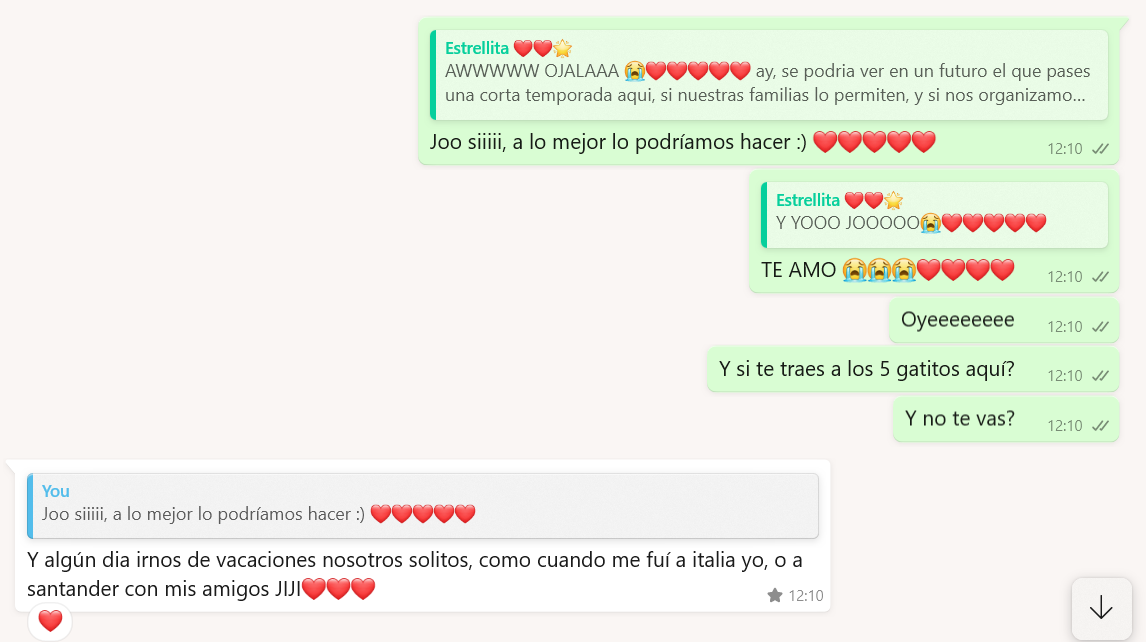 Estrellita ❤️❤️🌟
AWWWWW OJALAAA 😭❤️❤️❤️❤️❤️ ay, se podria ver en un futuro el que pases
una corta temporada aqui, si nuestras familias lo permiten, y si nos organizamo...
Joo siiiii, a lo mejor lo podríamos hacer :) ❤️❤️❤️❤️❤️
12:10
Estrellita ❤️❤️🌟
Y YOOO JOOOOO😭❤️❤️❤️❤️❤️
TE AMO 😭😭😭❤️❤️❤️❤️
12:10
Oyeeeeeeee
12:10
Y si te traes a los 5 gatitos aquí?
12:10
Y no te vas?
12:10
You
Joo siiiii, a lo mejor lo podríamos hacer :) ❤️❤️❤️❤️❤️
Y algún dia irnos de vacaciones nosotros solitos, como cuando me fuí a italia yo, o a
santander con mis amigos JIJI❤️❤️❤️
12:10
❤️